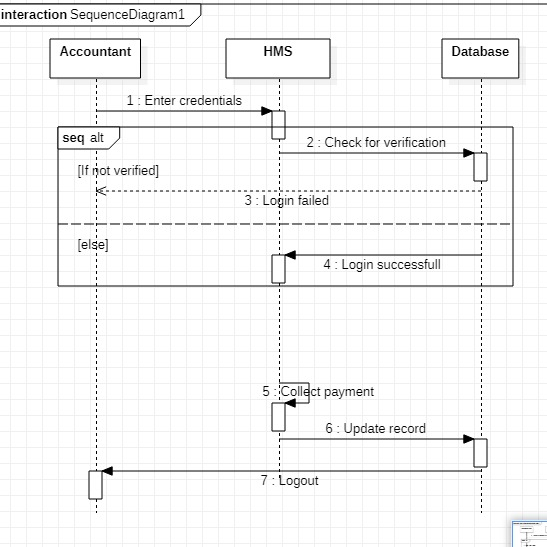 interaction SequenceDiagram1
Accountant
HMS
Database
1 : Enter credentials
seq alt
2 : Check for verification
[If not verified]
3 : Login failed
[else]
4 : Login successfull
5 : Collect payment
6 : Update record
7 : Logout